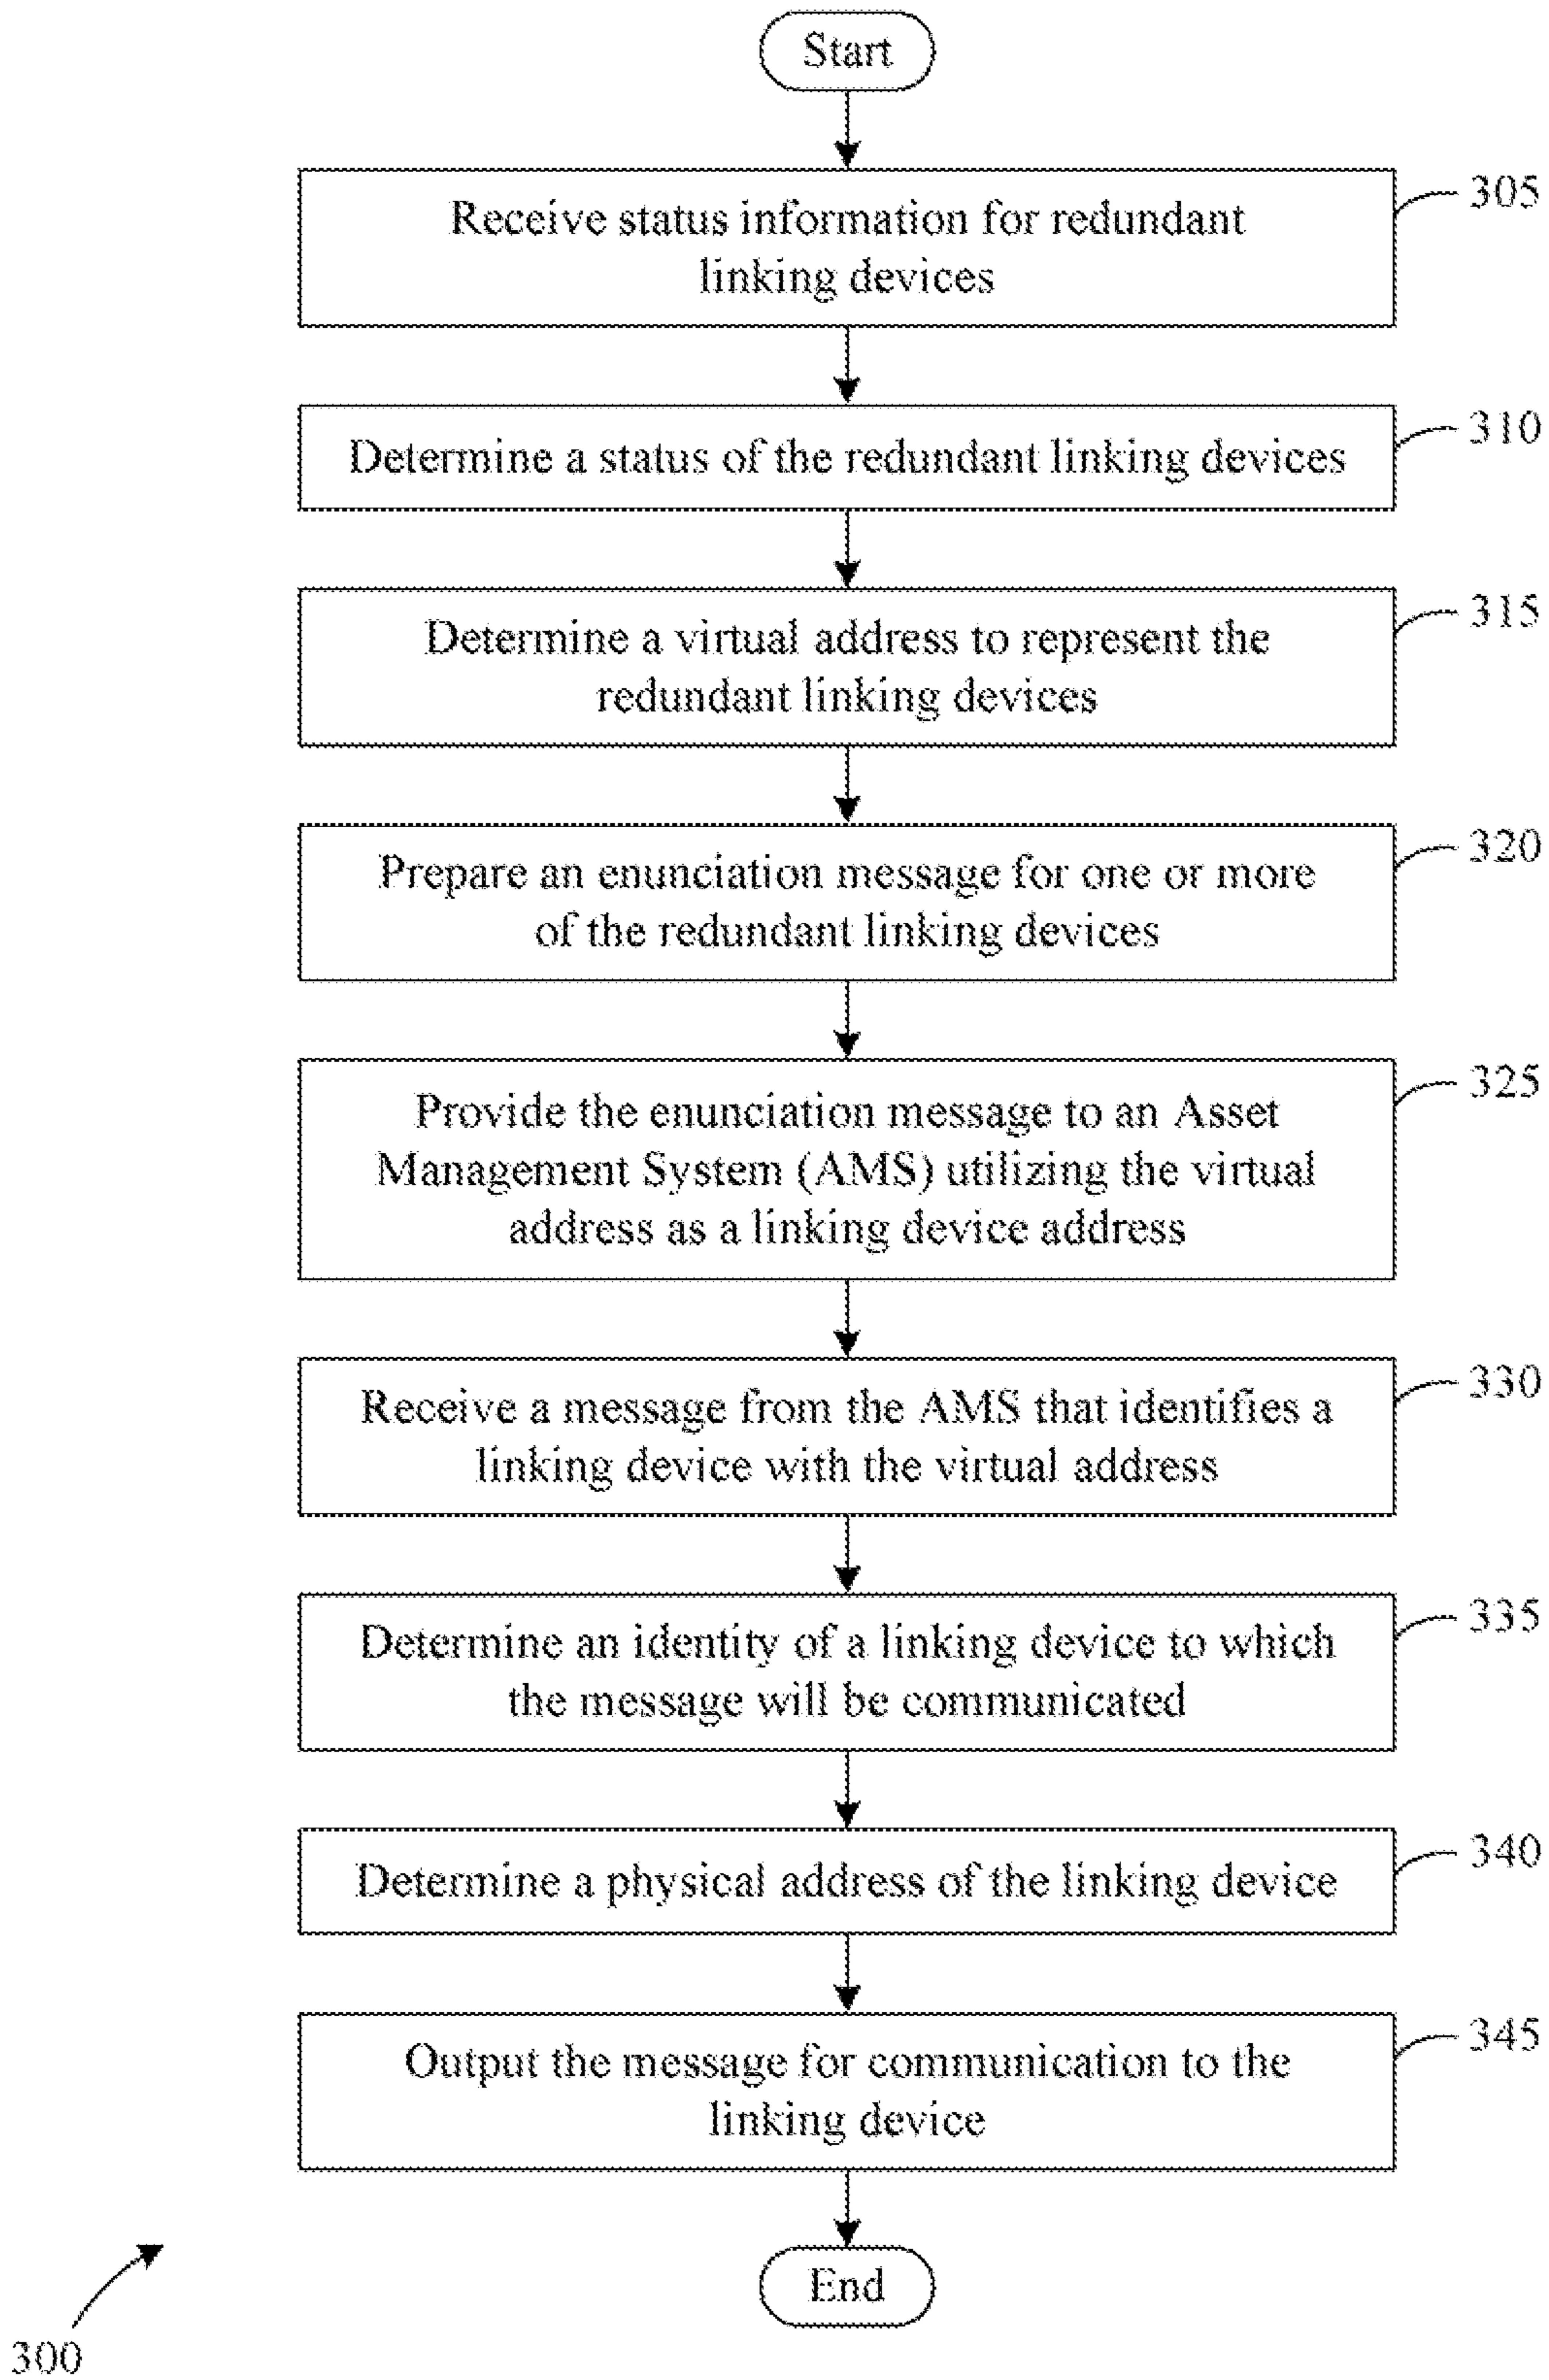 Start
Receive status information for redundant
linking devices
305
Determine a status of the redundant linking devices
310
Determine a virtual address to represent the
redundant linking devices
315
Prepare an enunciation message for one or more
of the redundant linking devices
320
Provide the enunciation message to an Asset
Management System (AMS) utilizing the virtual
address as a linking device address
325
Receive a message from the AMS that identifies a
linking device with the virtual address
330
Determine an identity of a linking device to which
the message will be communicated
335
Determine a physical address of the linking device
340
Output the message for communication to the
linking device
345
End
300